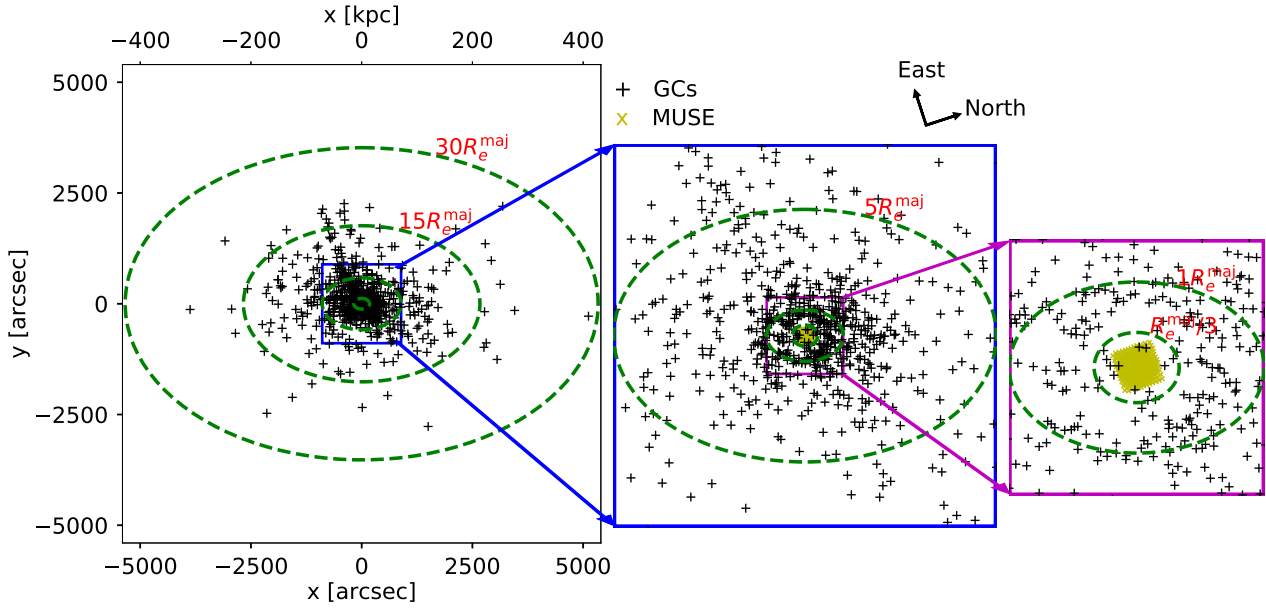 x [kpc]
−400 −200 0 200 400
5000
2500
0
−2500
−5000
y [arcsec]
−5000 −2500 0 2500 5000
x [arcsec]
30R_e^maj
15R_e^maj
+ GCs
x MUSE
East
North
5R_e^maj
1R_e^maj
R_e^maj/3